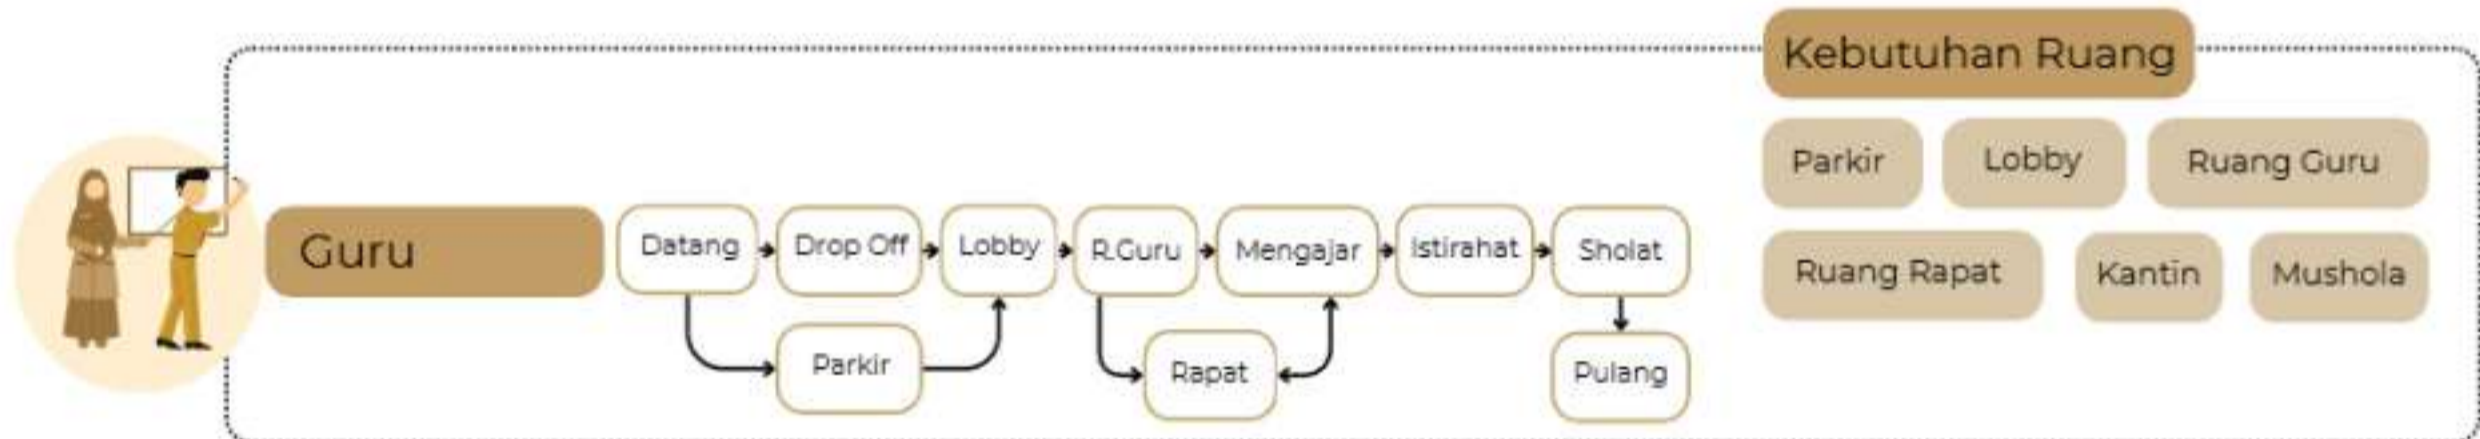 Kebutuhan Ruang
Parkir
Lobby
Ruang Guru
Ruang Rapat
Kantin
Mushola
Guru
Datang
Drop Off
Lobby
R.Guru
Mengajar
Istirahat
Sholat
Parkir
Rapat
Pulang